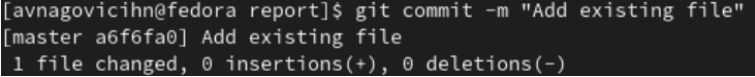 [avnagovicihn@fedora report]$ git commit -m "Add existing file"
[master a6f6fa0] Add existing file
 1 file changed, 0 insertions(+), 0 deletions(-)